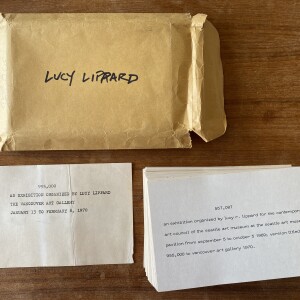 LUCY LIPPARD
955,000
AN EXHIBITION ORGANIZED BY LUCY LIPPARD
THE VANCOUVER ART GALLERY
JANUARY 13 TO FEBRUARY 8, 1970
557,087
an exhibition organized by lucy r. lippard for the contemporary
art council of the seattle art museum at the seattle art museum
pavilion from september 5 to october 5 1969. version titled
955,000 to vancouver art gallery 1970.